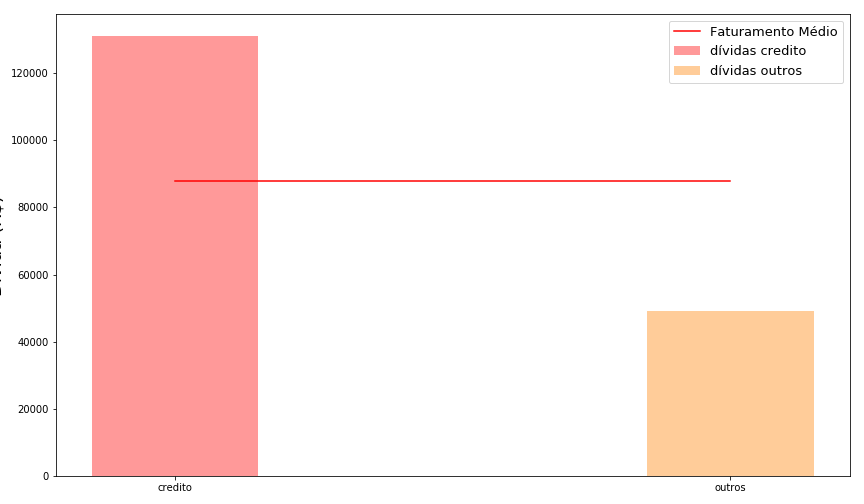 Faturamento Médio
dívidas credito
dívidas outros
120000
100000
80000
60000
40000
20000
0
credito
outros